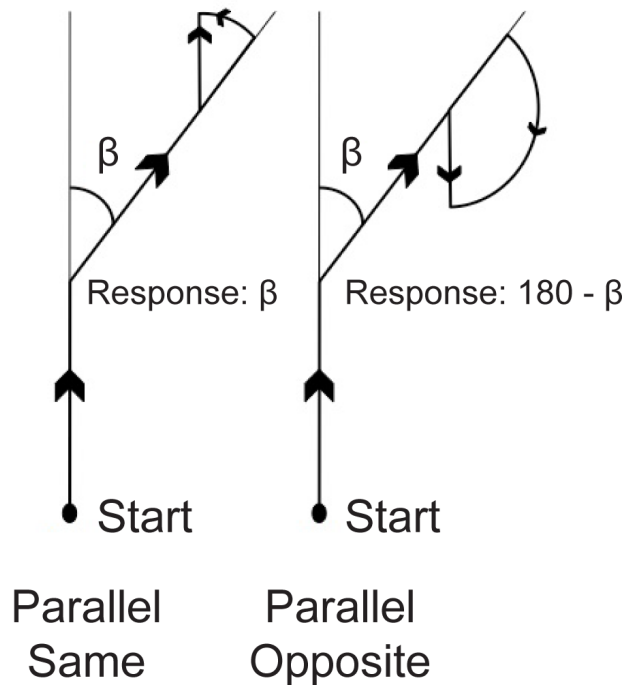 β
β
Response: β
Response: 180 - β
Start
Start
Parallel
Same
Parallel
Opposite